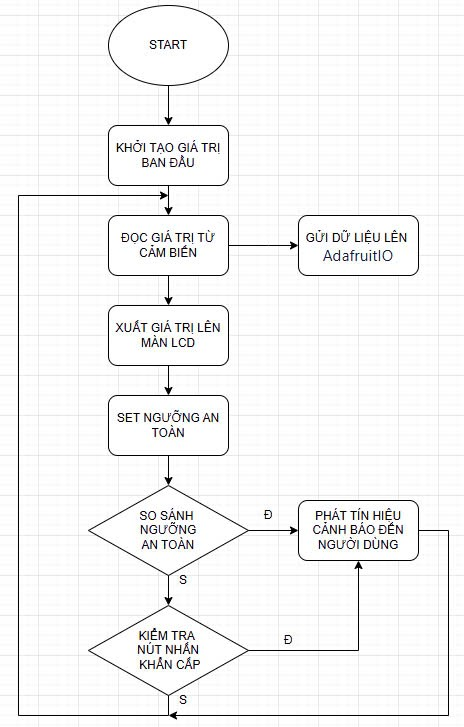 START
KHỞI TẠO GIÁ TRỊ
BAN ĐẦU
ĐỌC GIÁ TRỊ TỪ
CẢM BIẾN
GỬI DỮ LIỆU LÊN
AdafruitIO
XUẤT GIÁ TRỊ LÊN
MÀN LCD
SET NGƯỠNG AN
TOÀN
SO SÁNH
NGƯỠNG
AN TOÀN
Đ
PHÁT TÍN HIỆU
CẢNH BÁO ĐẾN
NGƯỜI DÙNG
S
KIỂM TRA
NÚT NHẤN
KHẨN CẤP
Đ
S